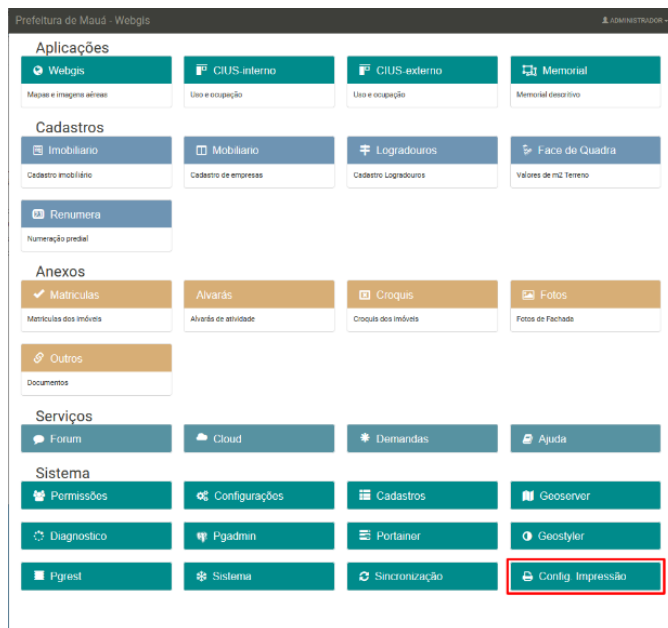 Prefeitura de Mauá - Webgis
ADMINISTRADOR
Aplicações
Webgis
CIUS-interno
CIUS-externo
Memorial
Mapas e imagens aéreas
Uso e ocupação
Uso e ocupação
Memorial descritivo
Cadastros
Imobiliario
Mobiliario
Logradouros
Face de Quadra
Cadastro imobiliário
Cadastro de empresas
Cadastro Logradouros
Valores de m2 Terreno
Renumera
Numeração predial
Anexos
Matriculas
Alvarás
Croquis
Fotos
Matriculas dos imóveis
Alvarás de atividade
Croquis dos imóveis
Fotos de Fachada
Outros
Documentos
Serviços
Forum
Cloud
Demandas
Ajuda
Sistema
Permissões
Configurações
Cadastros
Geoserver
Diagnostico
Pgadmin
Portainer
Geostyler
Pgrest
Sistema
Sincronização
Config. Impressão